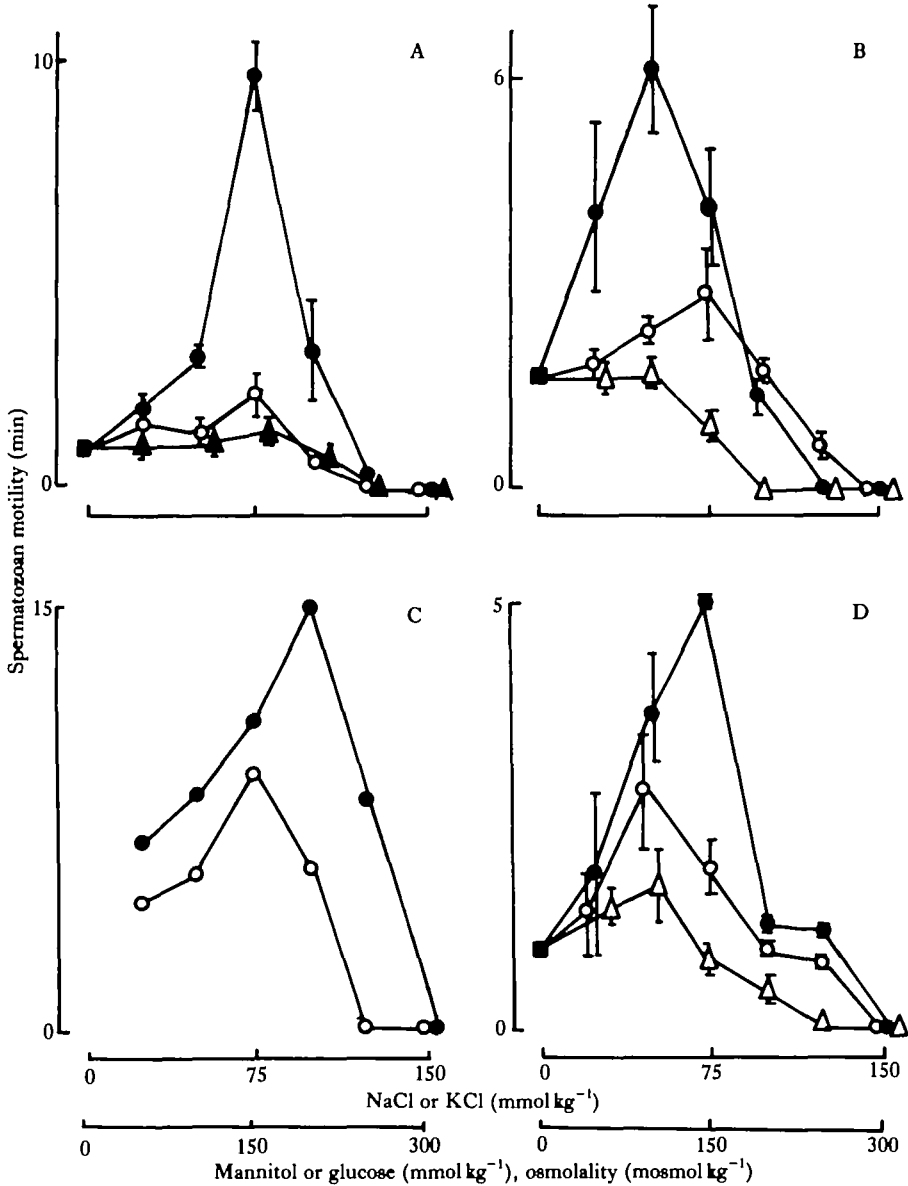 A
B
10
6
0
0
Spermatozoan motility (min)
C
D
15
5
0
0
0 75 150
0 75 150
NaCl or KCl (mmol kg⁻¹)
0 150 300
0 150 300
Mannitol or glucose (mmol kg⁻¹), osmolality (mosmol kg⁻¹)